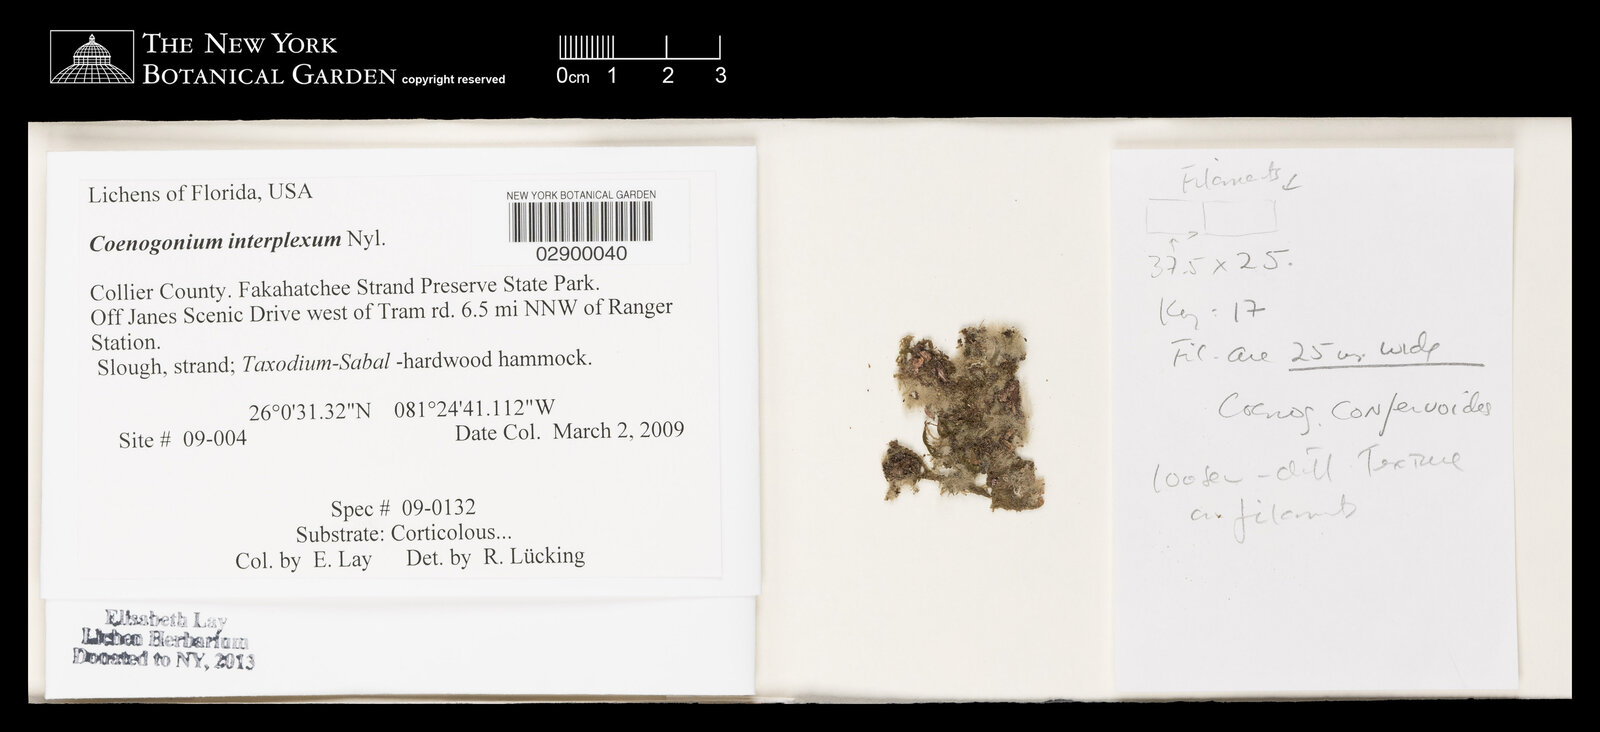 THE NEW YORK
BOTANICAL GARDEN copyright reserved
0cm 1 2 3
Lichens of Florida, USA
NEW YORK BOTANICAL GARDEN
02900040
Coenogonium interplexum Nyl.
Collier County. Fakahatchee Strand Preserve State Park.
Off Janes Scenic Drive west of Tram rd. 6.5 mi NNW of Ranger
Station.
Slough, strand; Taxodium-Sabal -hardwood hammock.
26°0'31.32"N 081°24'41.112"W
Site # 09-004 Date Col. March 2, 2009
Spec # 09-0132
Substrate: Corticolous...
Col. by E. Lay Det. by R. Lücking
Elisabeth Lay
Lichen Herbarium
Donated to NY, 2013
Filaments
37.5 x 25.
Key: 17
Fil. are 25 wide
Coenog. confervoides
looser - diff texture
filaments